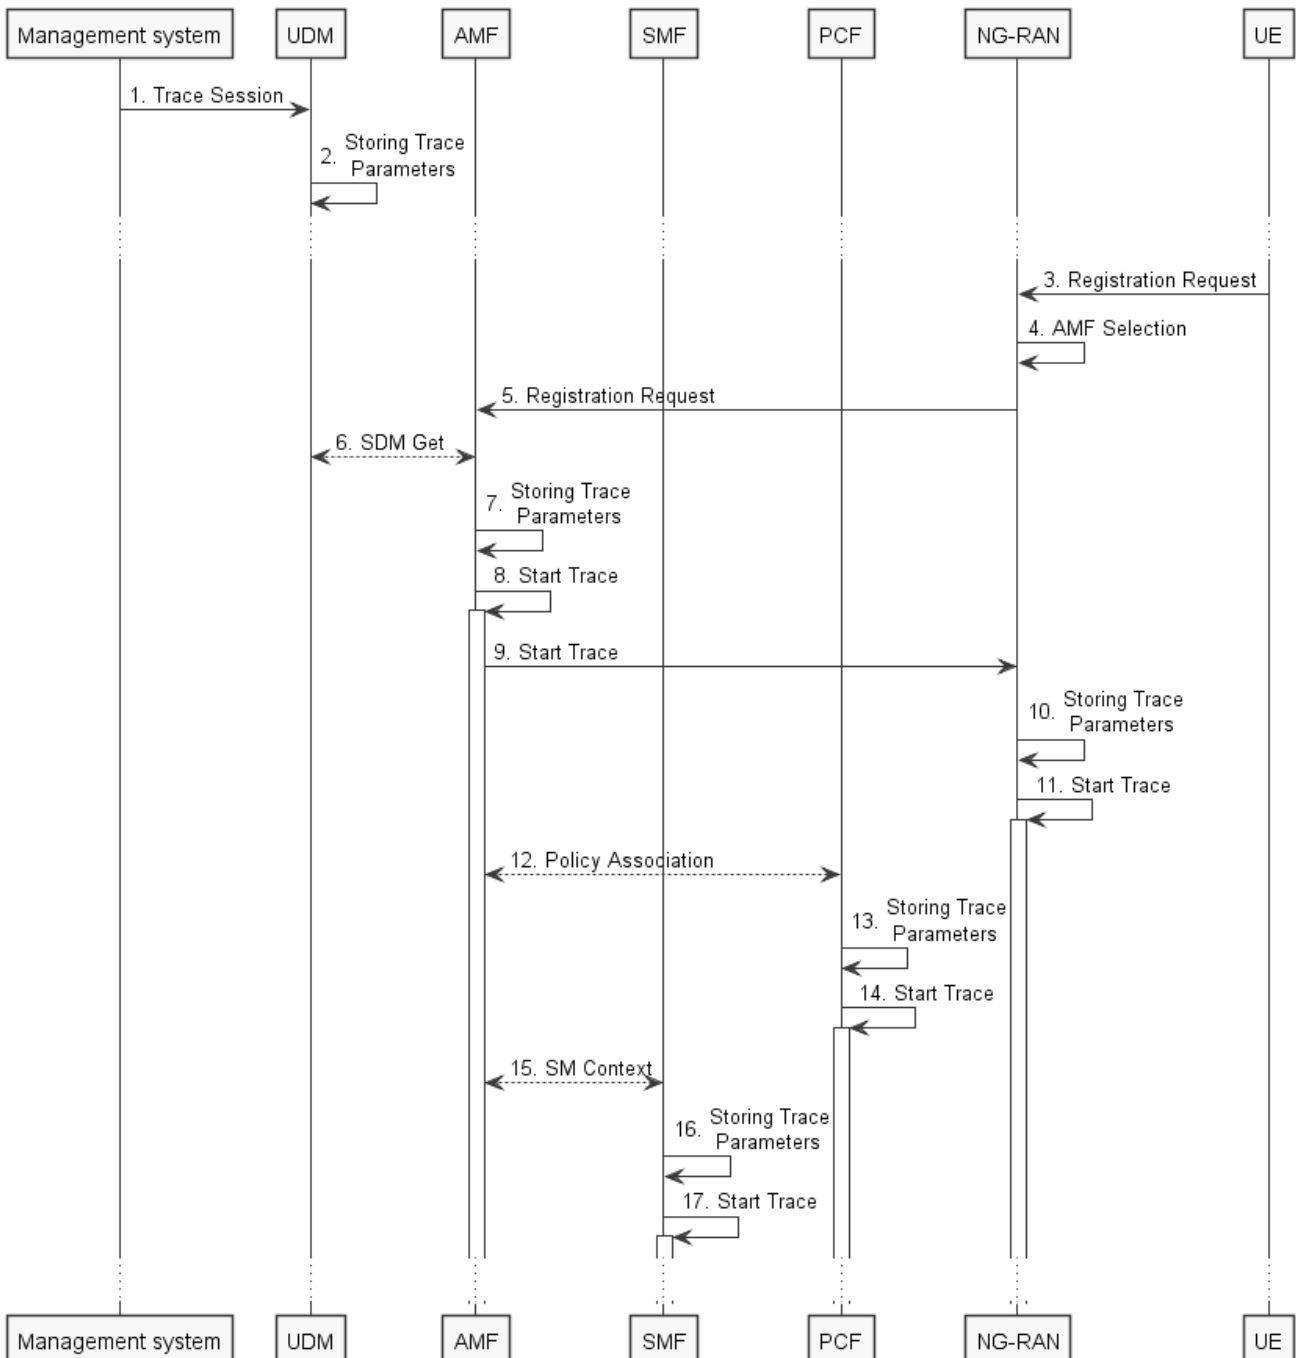 Management system
UDM
AMF
SMF
PCF
NG-RAN
UE
1. Trace Session
2. Storing Trace
Parameters
3. Registration Request
4. AMF Selection
5. Registration Request
6. SDM Get
7. Storing Trace
Parameters
8. Start Trace
9. Start Trace
10. Storing Trace
Parameters
11. Start Trace
12. Policy Association
13. Storing Trace
Parameters
14. Start Trace
15. SM Context
16. Storing Trace
Parameters
17. Start Trace
Management system
UDM
AMF
SMF
PCF
NG-RAN
UE